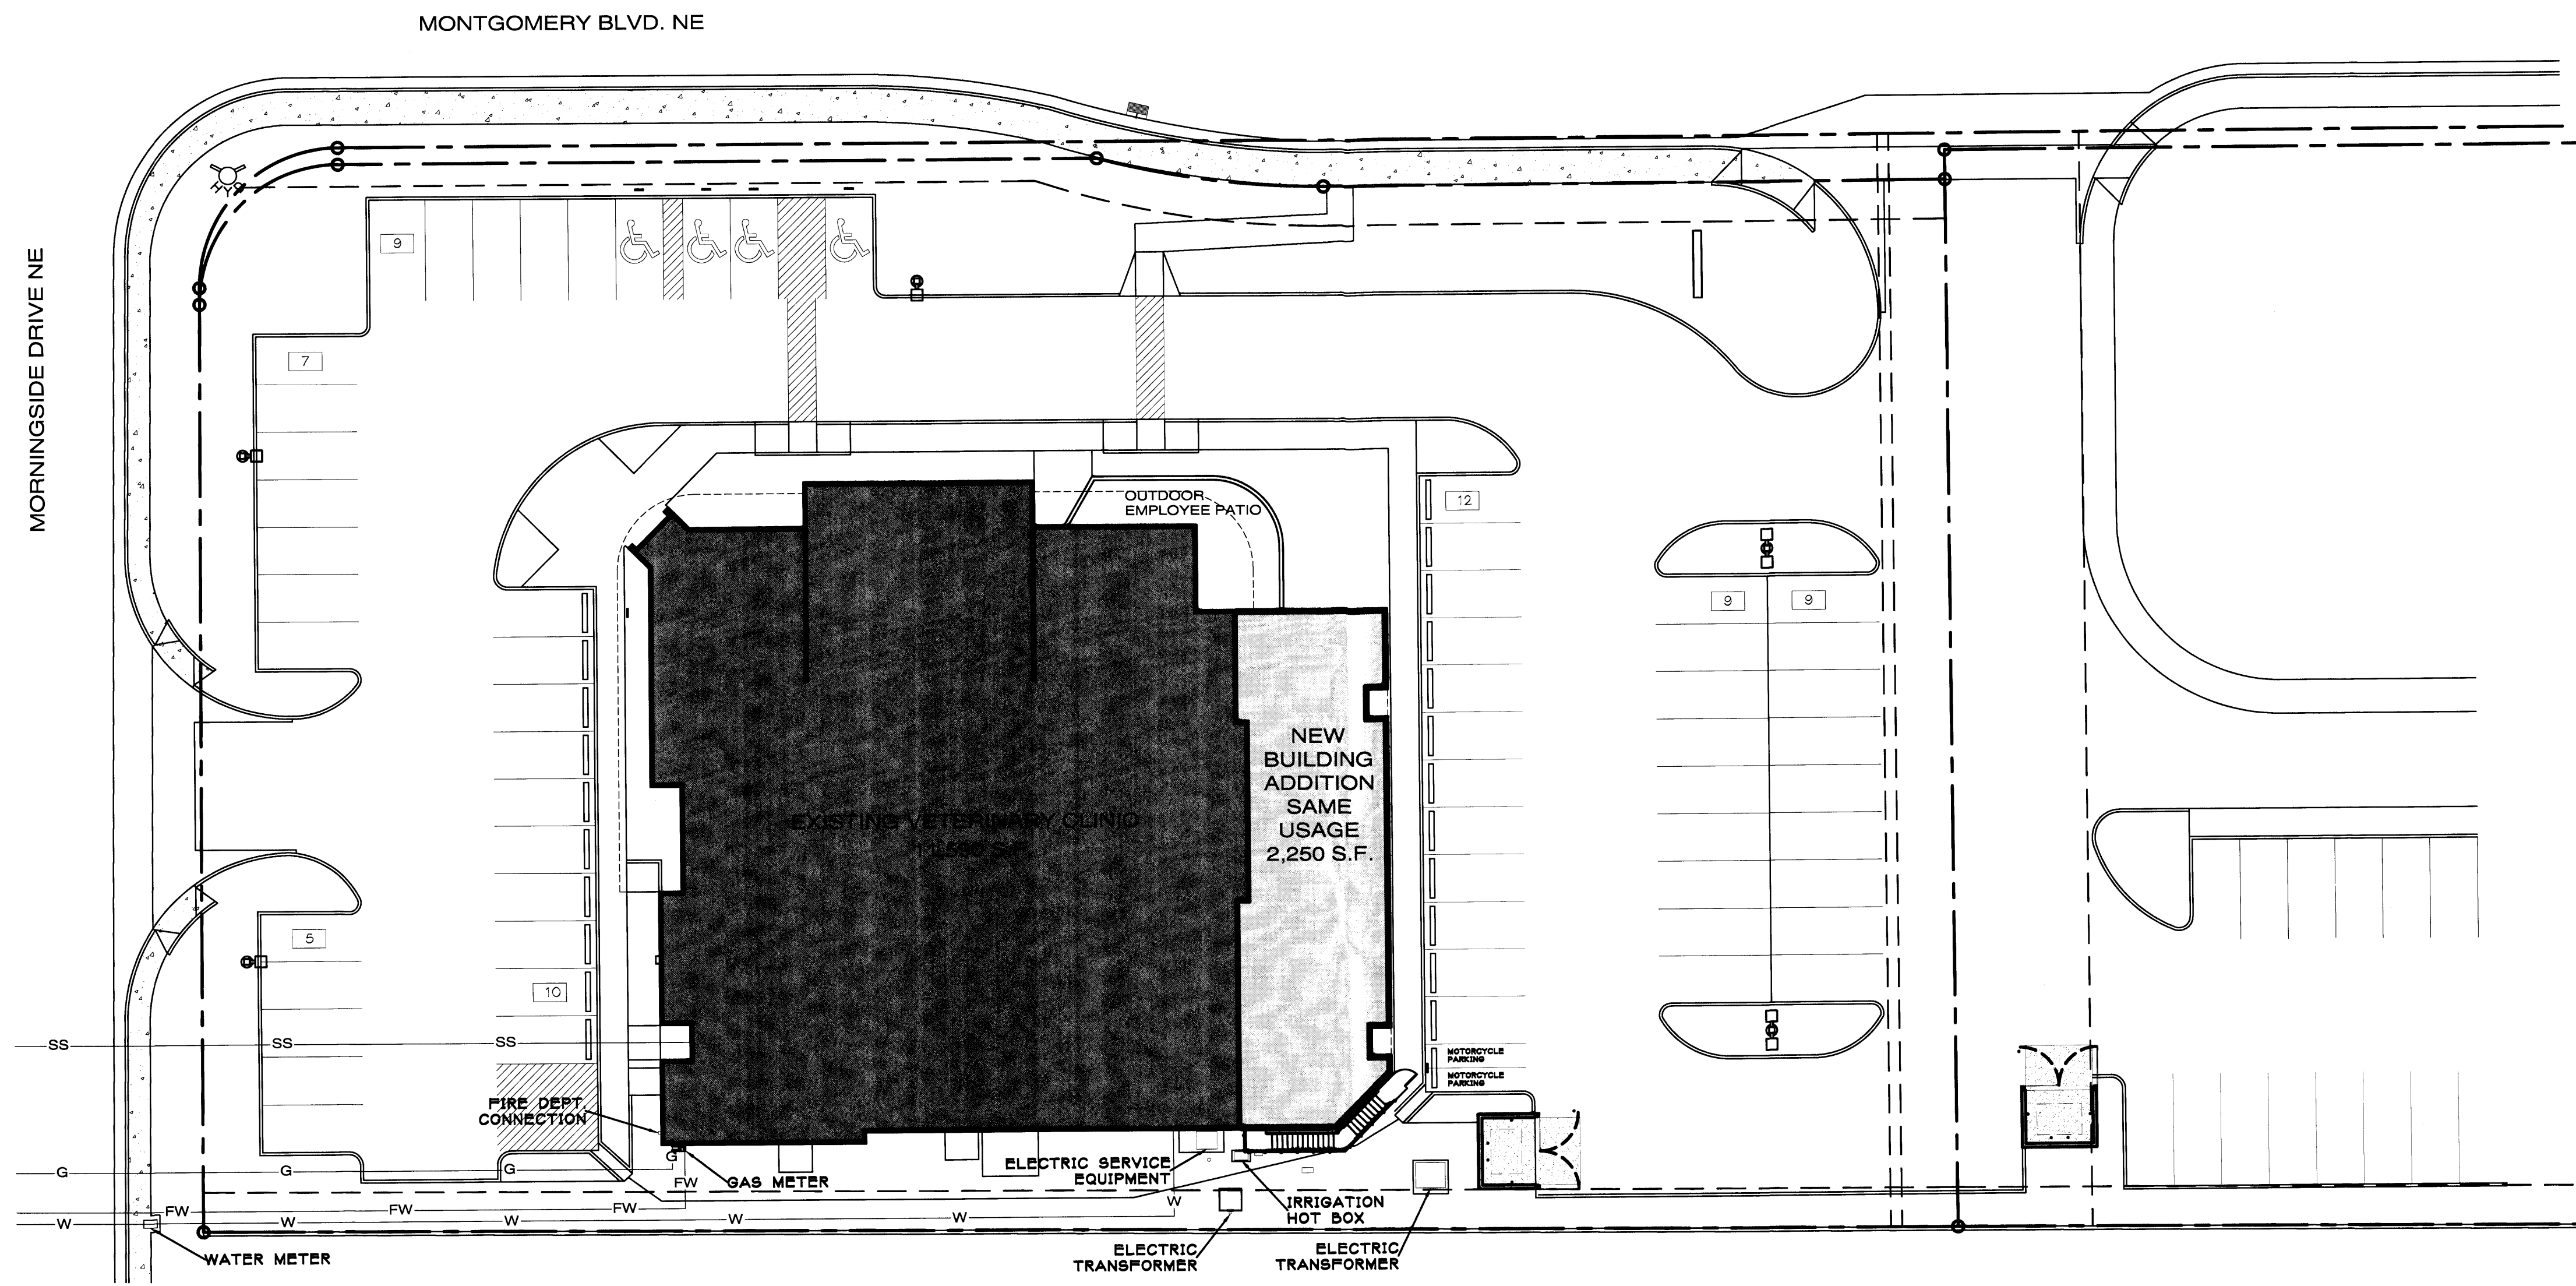 MONTGOMERY BLVD. NE
MORNINGSIDE DRIVE NE
HYD
9
7
OUTDOOR
EMPLOYEE PATIO
12
9
9
NEW
BUILDING
ADDITION
SAME
USAGE
2,250 S.F.
EXISTING VETERINARY CLINIC
S.F.
5
10
SS
SS
SS
MOTORCYCLE
PARKING
MOTORCYCLE
PARKING
FIRE DEPT
CONNECTION
G
G
G
G
GAS METER
ELECTRIC SERVICE
EQUIPMENT
FW
FW
FW
FW
W
W
W
W
W
W
IRRIGATION
HOT BOX
WATER METER
ELECTRIC
TRANSFORMER
ELECTRIC
TRANSFORMER